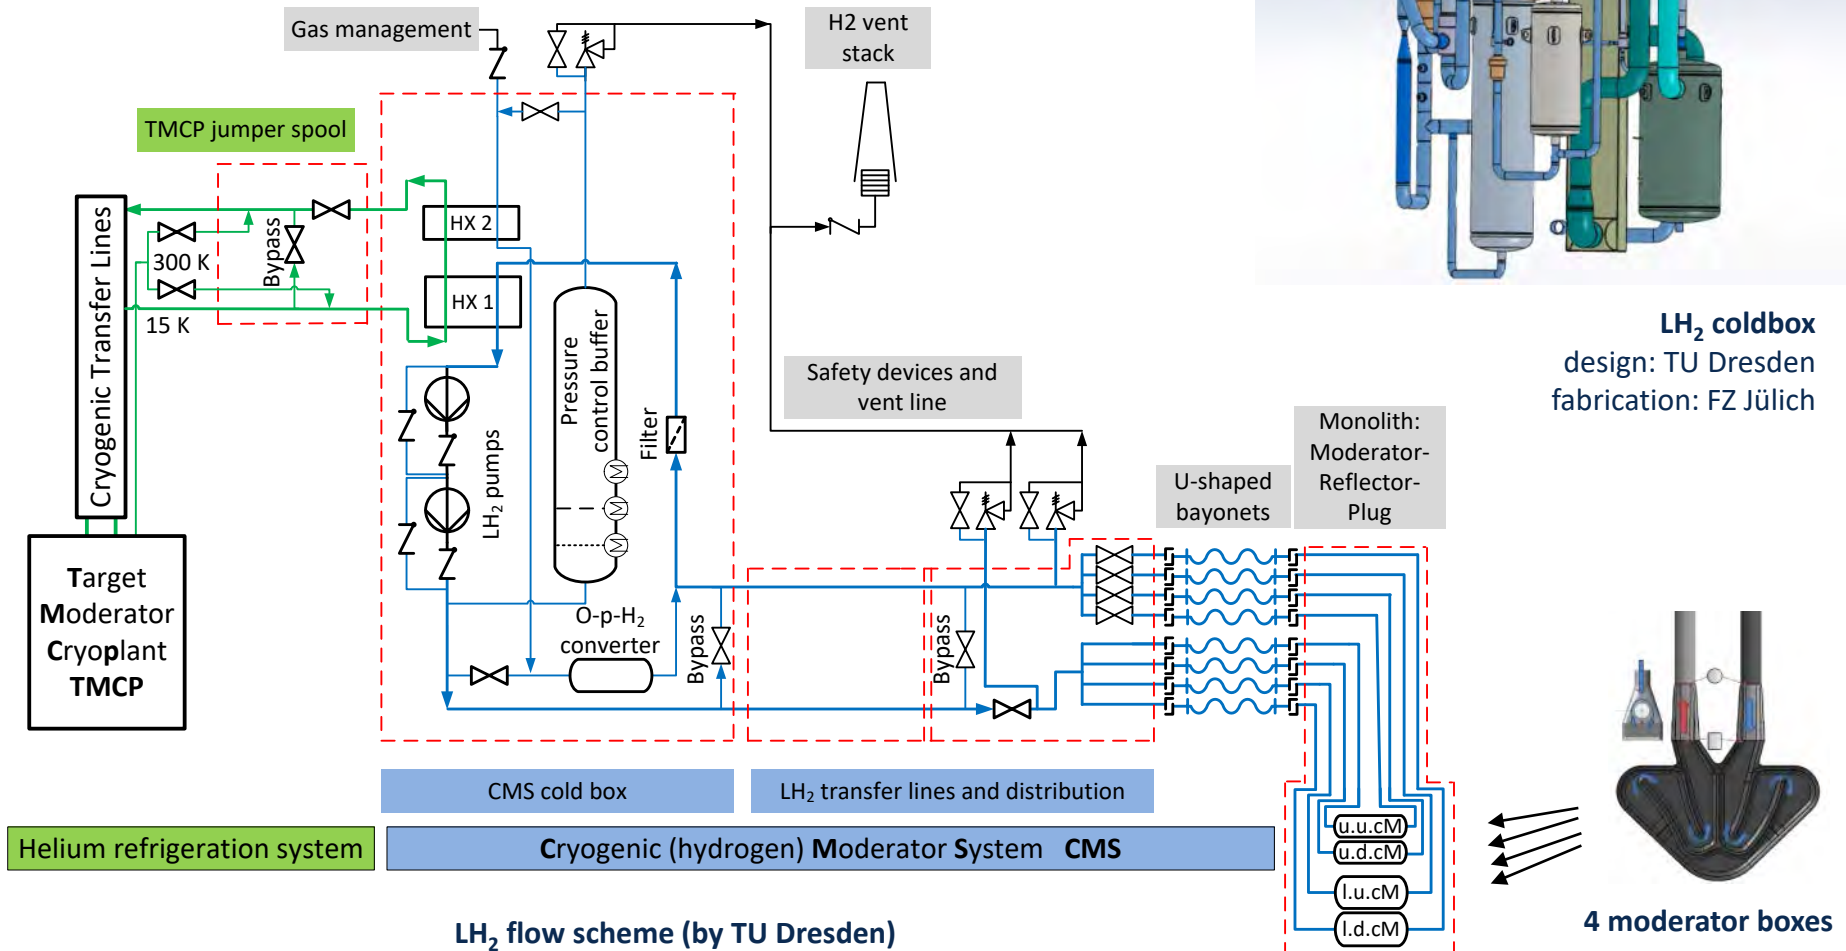 Gas management
H2 vent
stack
TMCP jumper spool
Cryogenic Transfer Lines
300 K
Bypass
15 K
HX 2
HX 1
Pressure
control buffer
Filter
LH₂ pumps
M
M
M
Safety devices and
vent line
LH₂ coldbox
design: TU Dresden
fabrication: FZ Jülich
Monolith:
Moderator-
Reflector-
Plug
U-shaped
bayonets
Target
Moderator
Cryoplant
TMCP
O-p-H₂
converter
Bypass
Bypass
CMS cold box
LH₂ transfer lines and distribution
Helium refrigeration system
Cryogenic (hydrogen) Moderator System CMS
u.u.cM
u.d.cM
l.u.cM
l.d.cM
4 moderator boxes
LH₂ flow scheme (by TU Dresden)